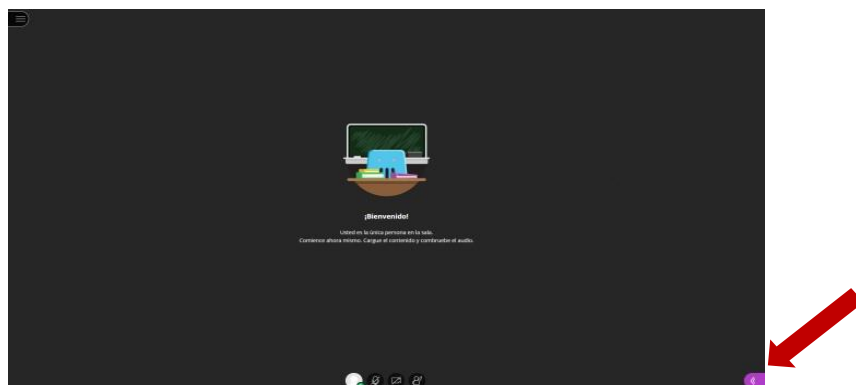 ¡Bienvenido!
Usted es la única persona en la sala.
Comience ahora mismo. Cargue el contenido y compruebe el audio.